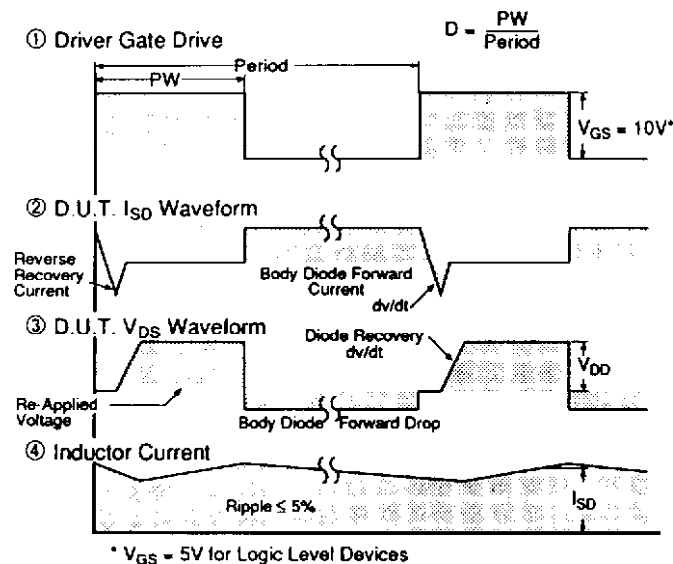 ① Driver Gate Drive
D = PW / Period
Period
PW
V_GS = 10V*
② D.U.T. I_SD Waveform
Reverse
Recovery
Current
Body Diode Forward
Current
dv/dt
③ D.U.T. V_DS Waveform
Diode Recovery
dv/dt
V_DD
Re-Applied
Voltage
Body Diode Forward Drop
④ Inductor Current
Ripple ≤ 5%
I_SD
* V_GS = 5V for Logic Level Devices